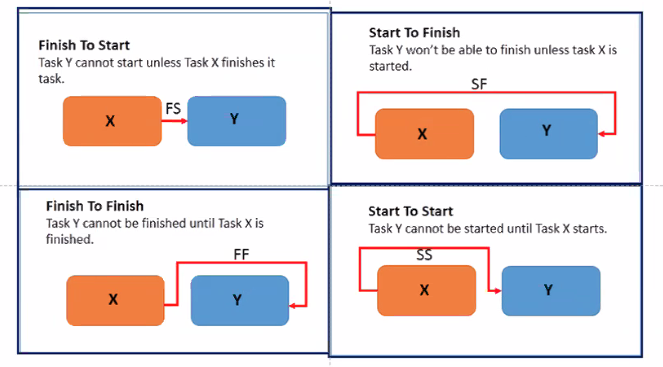 Finish To Start
Task Y cannot start unless Task X finishes it
task.
FS
X
Y
Start To Finish
Task Y won't be able to finish unless task X is
started.
SF
X
Y
Finish To Finish
Task Y cannot be finished until Task X is
finished.
FF
X
Y
Start To Start
Task Y cannot be started until Task X starts.
SS
X
Y